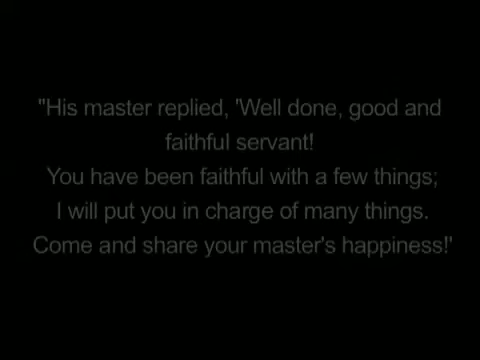 "His master replied, 'Well done, good and
faithful servant!
You have been faithful with a few things;
I will put you in charge of many things.
Come and share your master's happiness!'